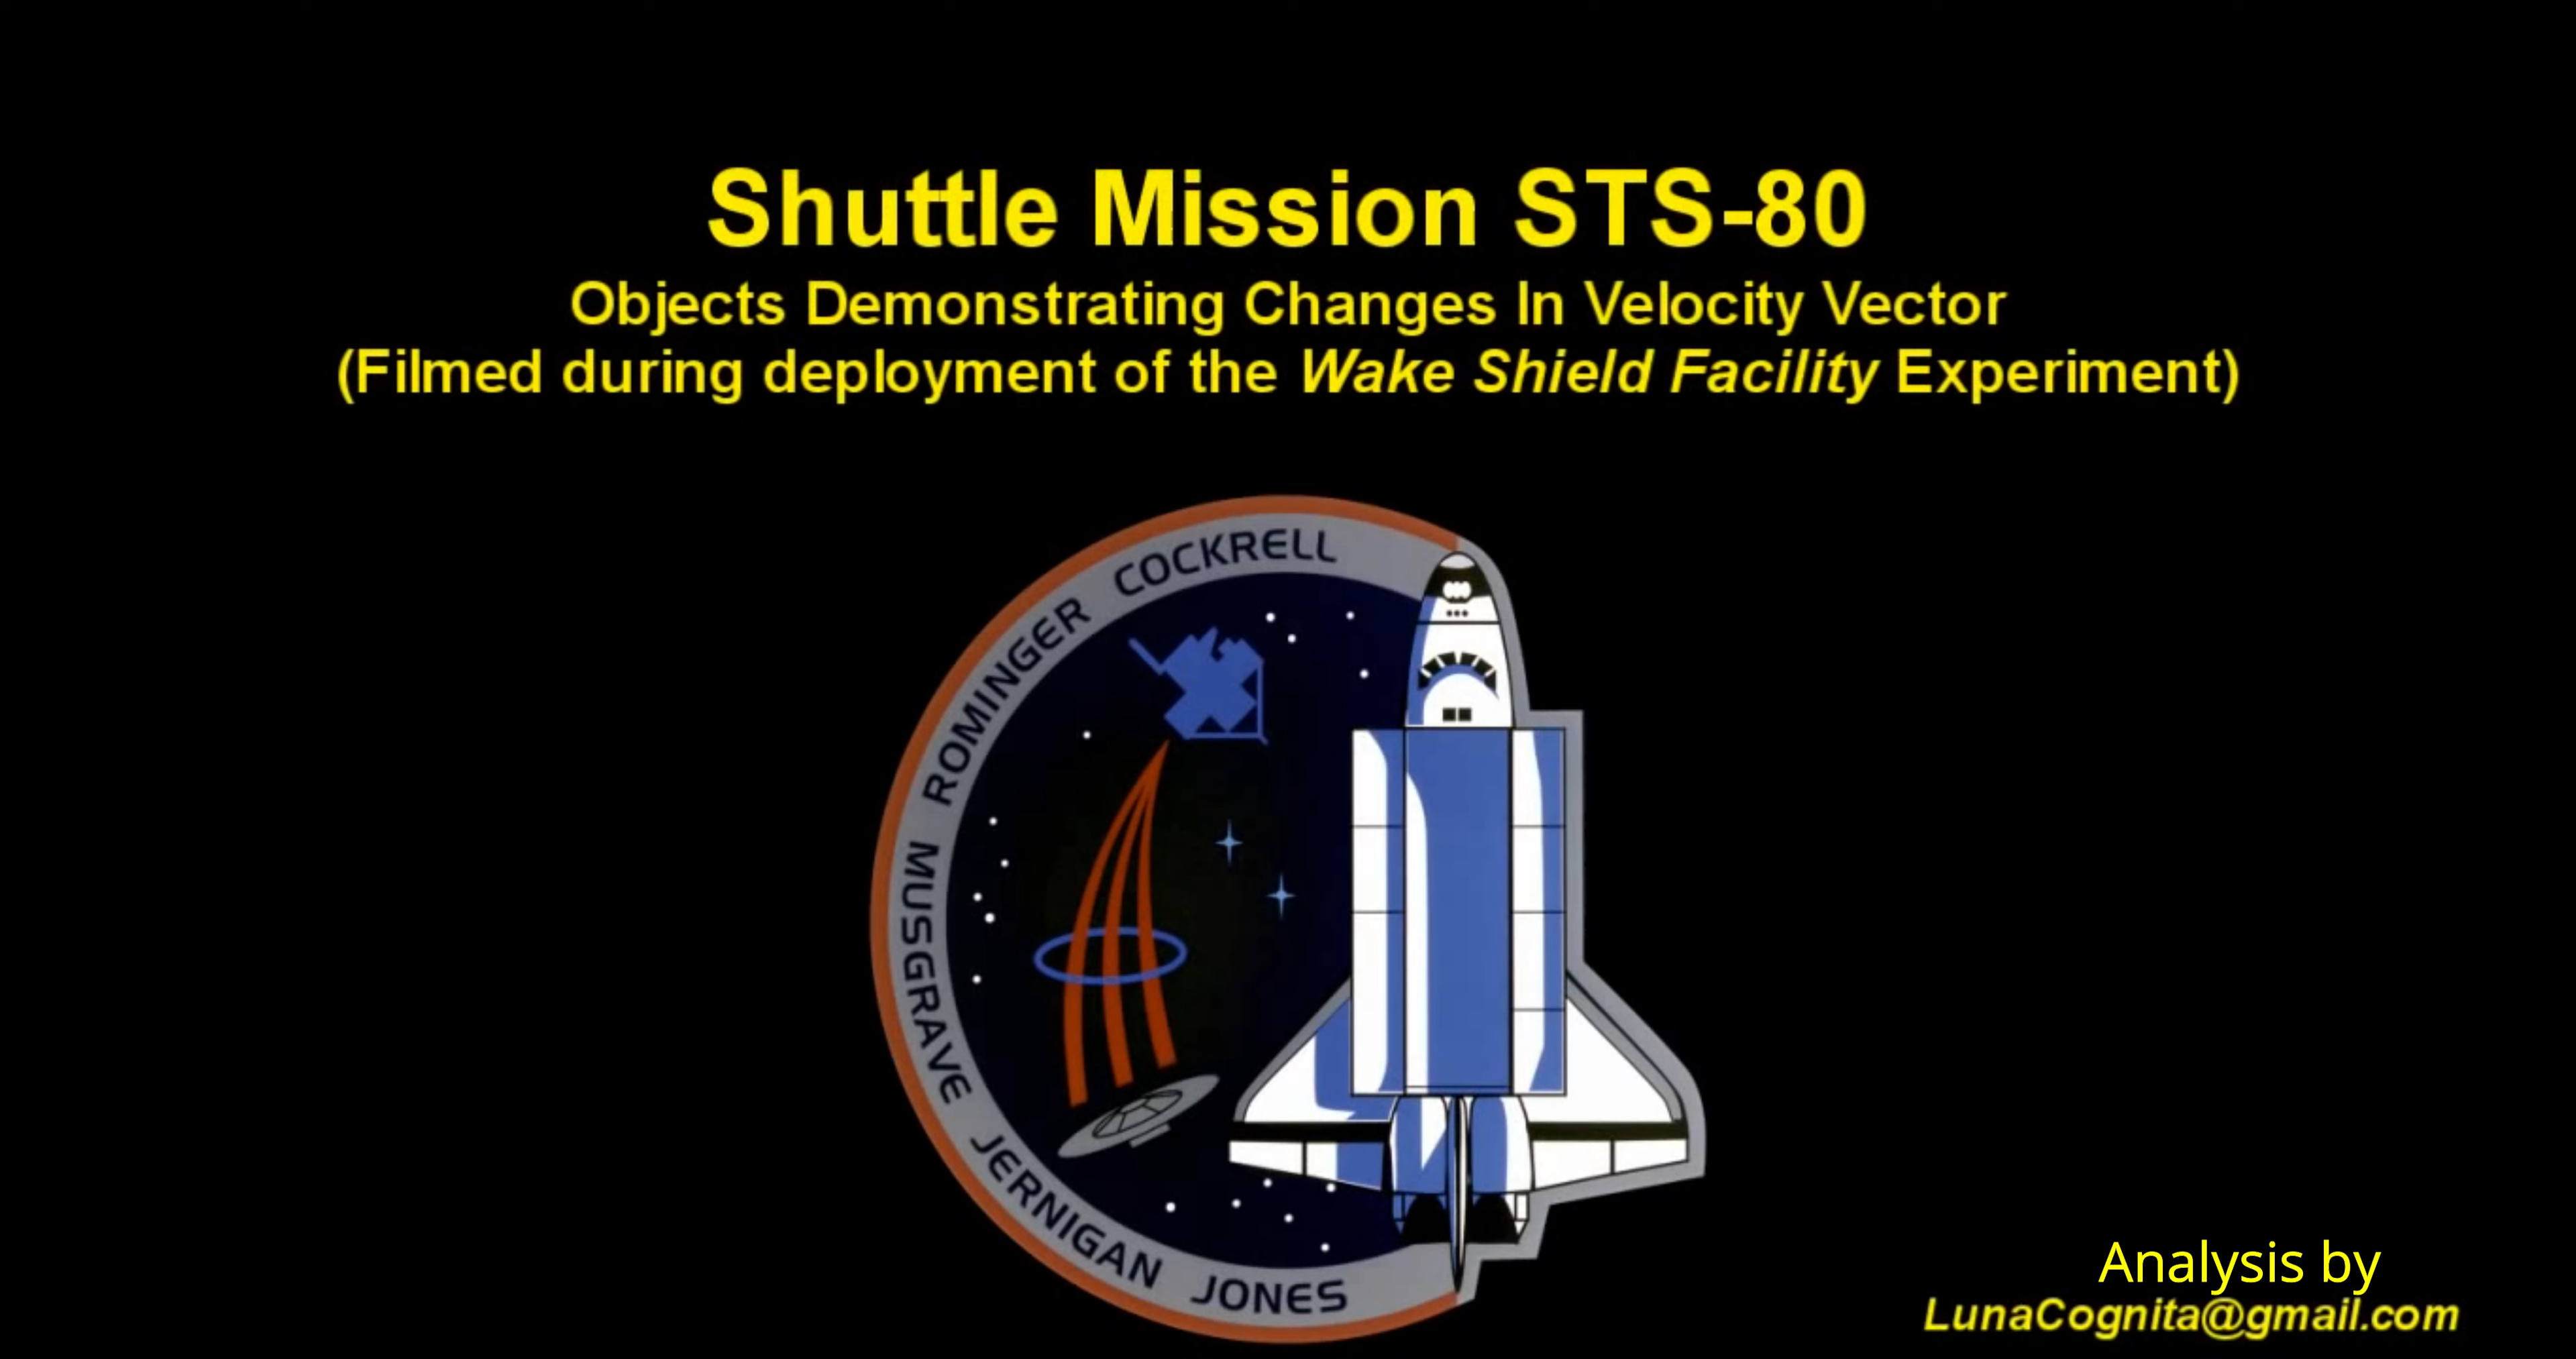 Shuttle Mission STS-80
Objects Demonstrating Changes In Velocity Vector
(Filmed during deployment of the Wake Shield Facility Experiment)
COCKRELL
ROMINGER
MUSGRAVE
JERNIGAN
JONES
Analysis by
LunaCognita@gmail.com